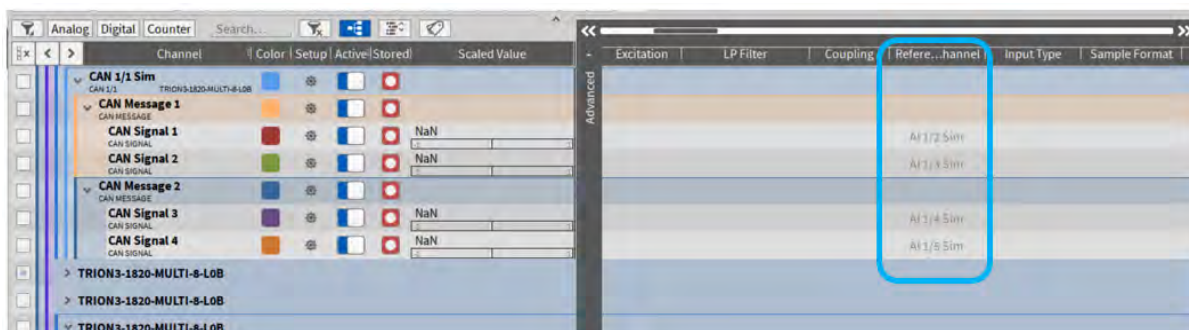 Analog Digital Counter Search...
Channel Color Setup Active Stored Scaled Value - Excitation LP Filter Coupling Refere...hannel Input Type Sample Format
Advanced
CAN 1/1 Sim
CAN 1/1 TRION3-1820-MULTI-8-L0B
CAN Message 1
CAN MESSAGE
CAN Signal 1 NaN AI 1/2 Sim
CAN SIGNAL
CAN Signal 2 NaN AI 1/3 Sim
CAN SIGNAL
CAN Message 2
CAN MESSAGE
CAN Signal 3 NaN AI 1/4 Sim
CAN SIGNAL
CAN Signal 4 NaN AI 1/5 Sim
CAN SIGNAL
TRION3-1820-MULTI-8-L0B
TRION3-1820-MULTI-8-L0B
TRION3-1820-MULTI-8-L0B